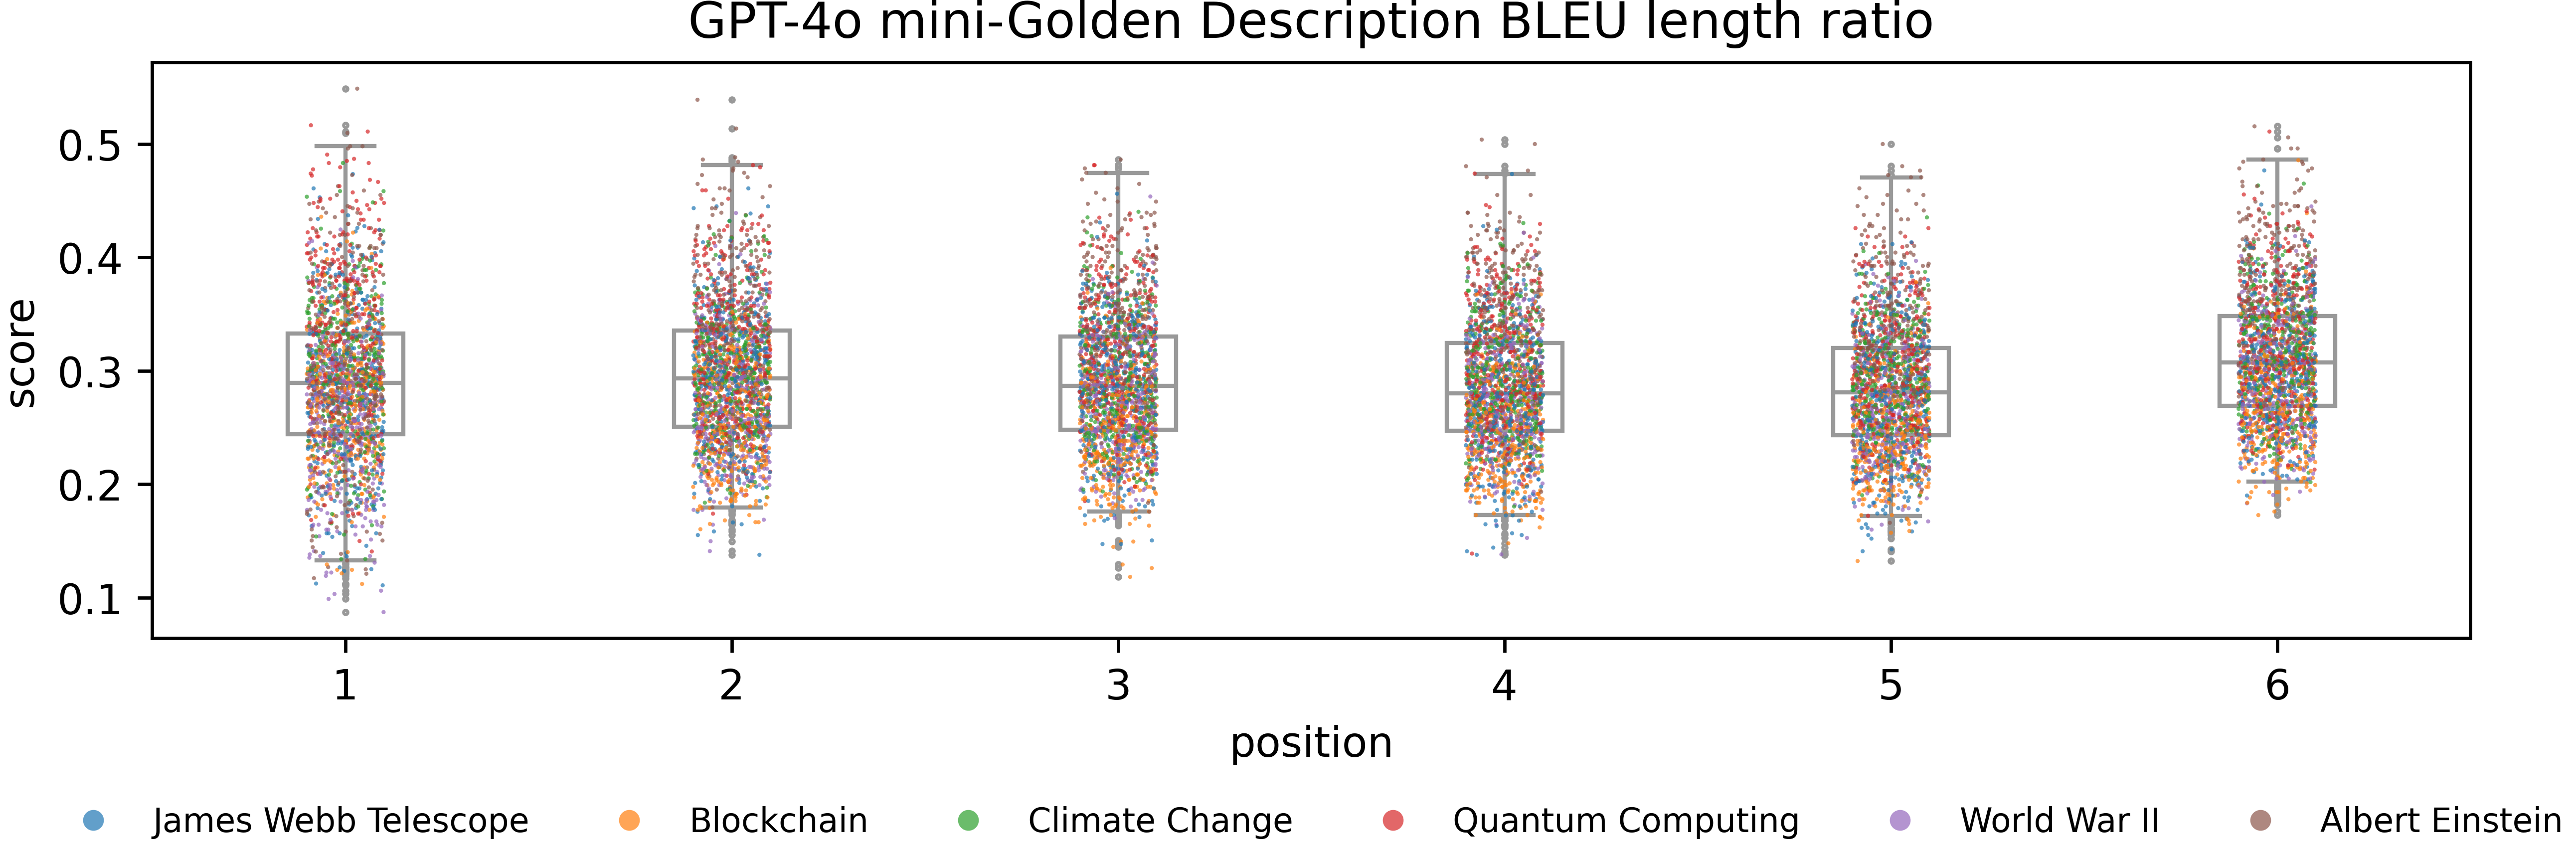 GPT-4o mini-Golden Description BLEU length ratio
score
0.5
0.4
0.3
0.2
0.1
1 2 3 4 5 6
position
James Webb Telescope Blockchain Climate Change Quantum Computing World War II Albert Einstein